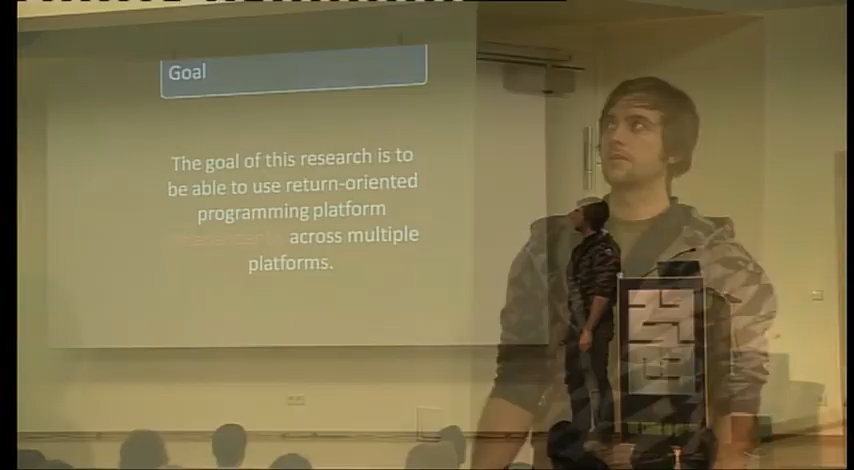 Goal
The goal of this research is to
be able to use return-oriented
programming platform
across multiple
platforms.